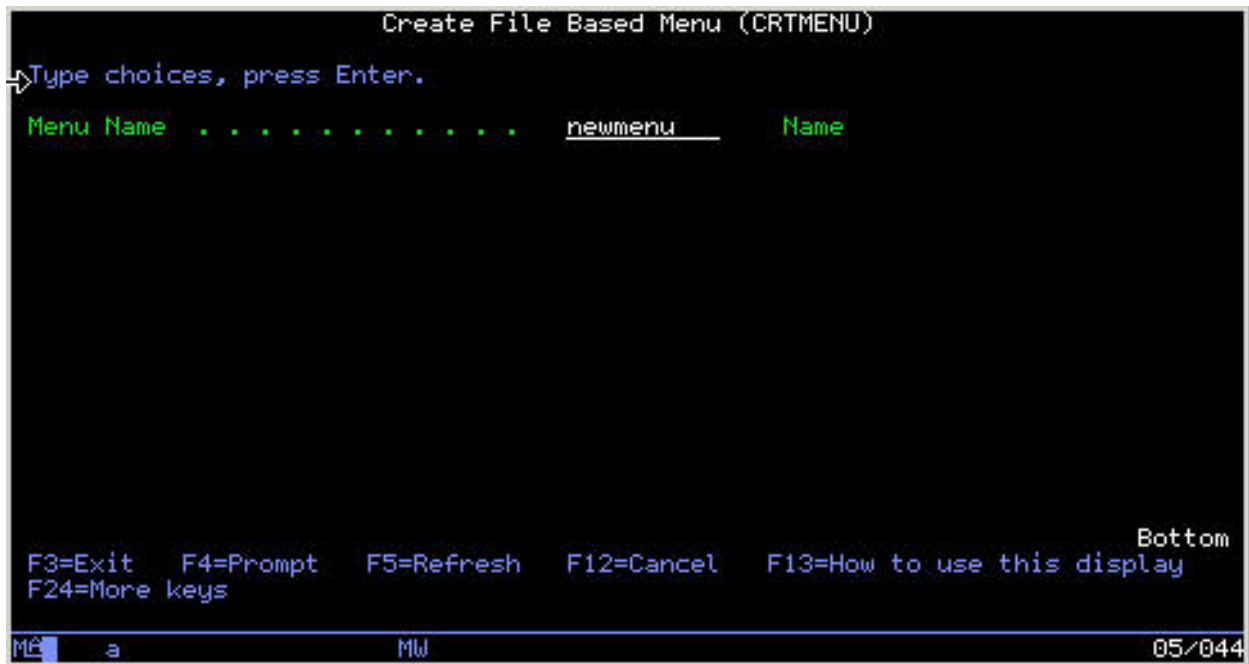 Create File Based Menu (CRTMENU)
Type choices, press Enter.
Menu Name . . . . . . . . . . . newmenu Name
Bottom
F3=Exit F4=Prompt F5=Refresh F12=Cancel F13=How to use this display
F24=More keys
MA a MW 05/044